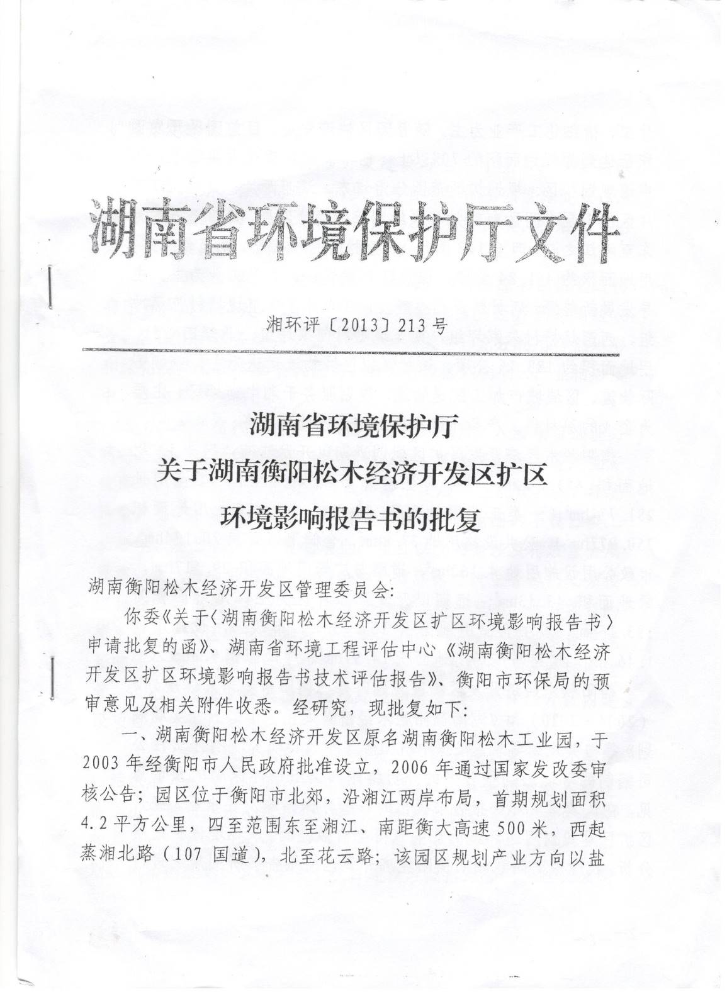 湖南省环境保护厅文件
湘环评〔2013〕213号
湖南省环境保护厅
关于湖南衡阳松木经济开发区扩区
环境影响报告书的批复
湖南衡阳松木经济开发区管理委员会:
你委《关于〈湖南衡阳松木经济开发区扩区环境影响报告书〉
申请批复的函》、湖南省环境工程评估中心《湖南衡阳松木经济
开发区扩区环境影响报告书技术评估报告》、衡阳市环保局的预
审意见及相关附件收悉。经研究，现批复如下:
一、湖南衡阳松木经济开发区原名湖南衡阳松木工业园，于
2003年经衡阳市人民政府批准设立，2006年通过国家发改委审
核公告；园区位于衡阳市北郊，沿湘江两岸布局，首期规划面积
4.2平方公里，四至范围东至湘江、南距衡大高速500米，西起
蒸湘北路（107 国道），北至花云路；该园区规划产业方向以盐